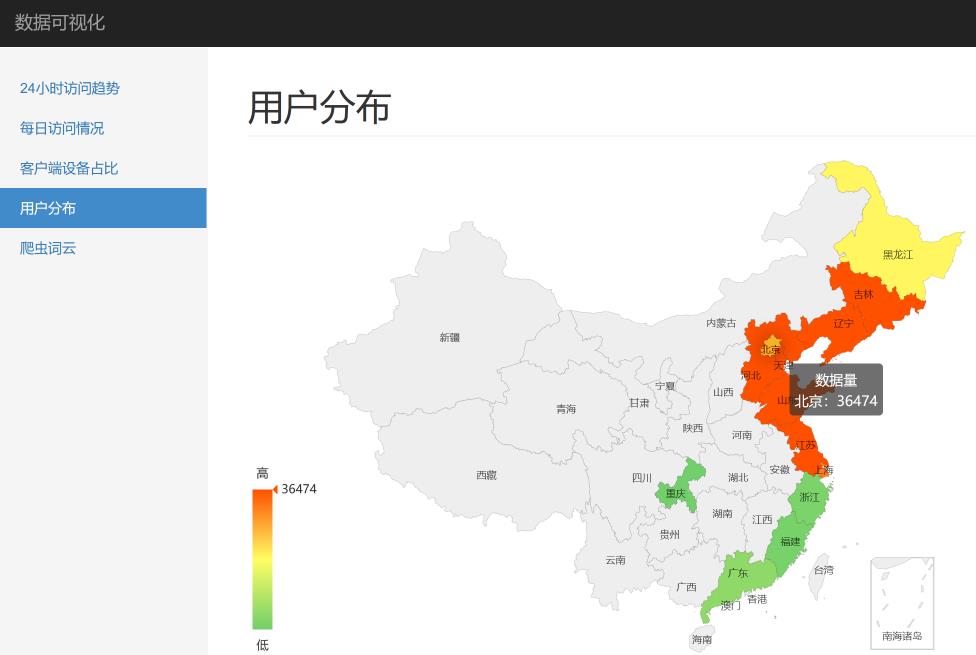 数据可视化
24小时访问趋势
每日访问情况
客户端设备占比
用户分布
爬虫词云
用户分布
黑龙江
吉林
内蒙古
辽宁
新疆
北京
天津
河北
数据量
北京: 36474
宁夏
山西
青海
甘肃
山东
陕西
河南
江苏
西藏
四川
湖北
安徽
上海
重庆
浙江
湖南
江西
贵州
福建
云南
广西
广东
台湾
澳门
香港
海南
南海诸岛
高
36474
低